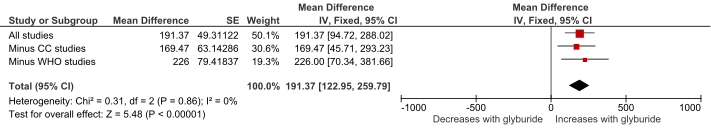 Mean Difference Mean Difference
Study or Subgroup Mean Difference SE Weight IV, Fixed, 95% CI IV, Fixed, 95% CI
All studies 191.37 49.31122 50.1% 191.37 [94.72, 288.02]
Minus CC studies 169.47 63.14286 30.6% 169.47 [45.71, 293.23]
Minus WHO studies 226 79.41837 19.3% 226.00 [70.34, 381.66]
Total (95% CI) 100.0% 191.37 [122.95, 259.79]
Heterogeneity: Chi² = 0.31, df = 2 (P = 0.86); I² = 0%
Test for overall effect: Z = 5.48 (P < 0.00001)
-1000 -500 0 500 1000
Decreases with glyburide Increases with glyburide